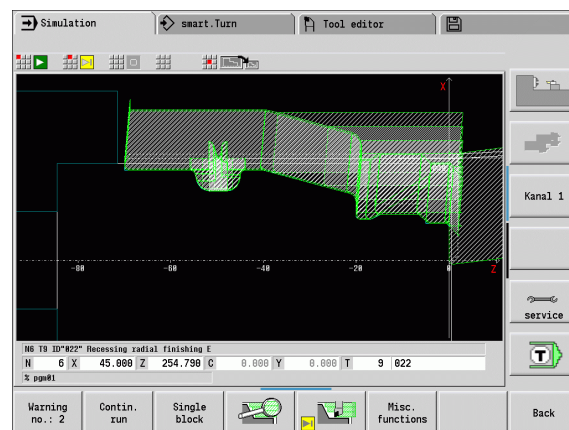 Simulation smart.Turn Tool editor
X
Kanal 1
-80 -60 -40 -20 0 Z
service
T
N6 T9 ID"022" Recessing radial finishing E
N 6 X 45.000 Z 254.790 C 0.000 Y 0.000 T 9 022
% pgm01
Warning Contin. Single Misc. Back
no.: 2 run block functions